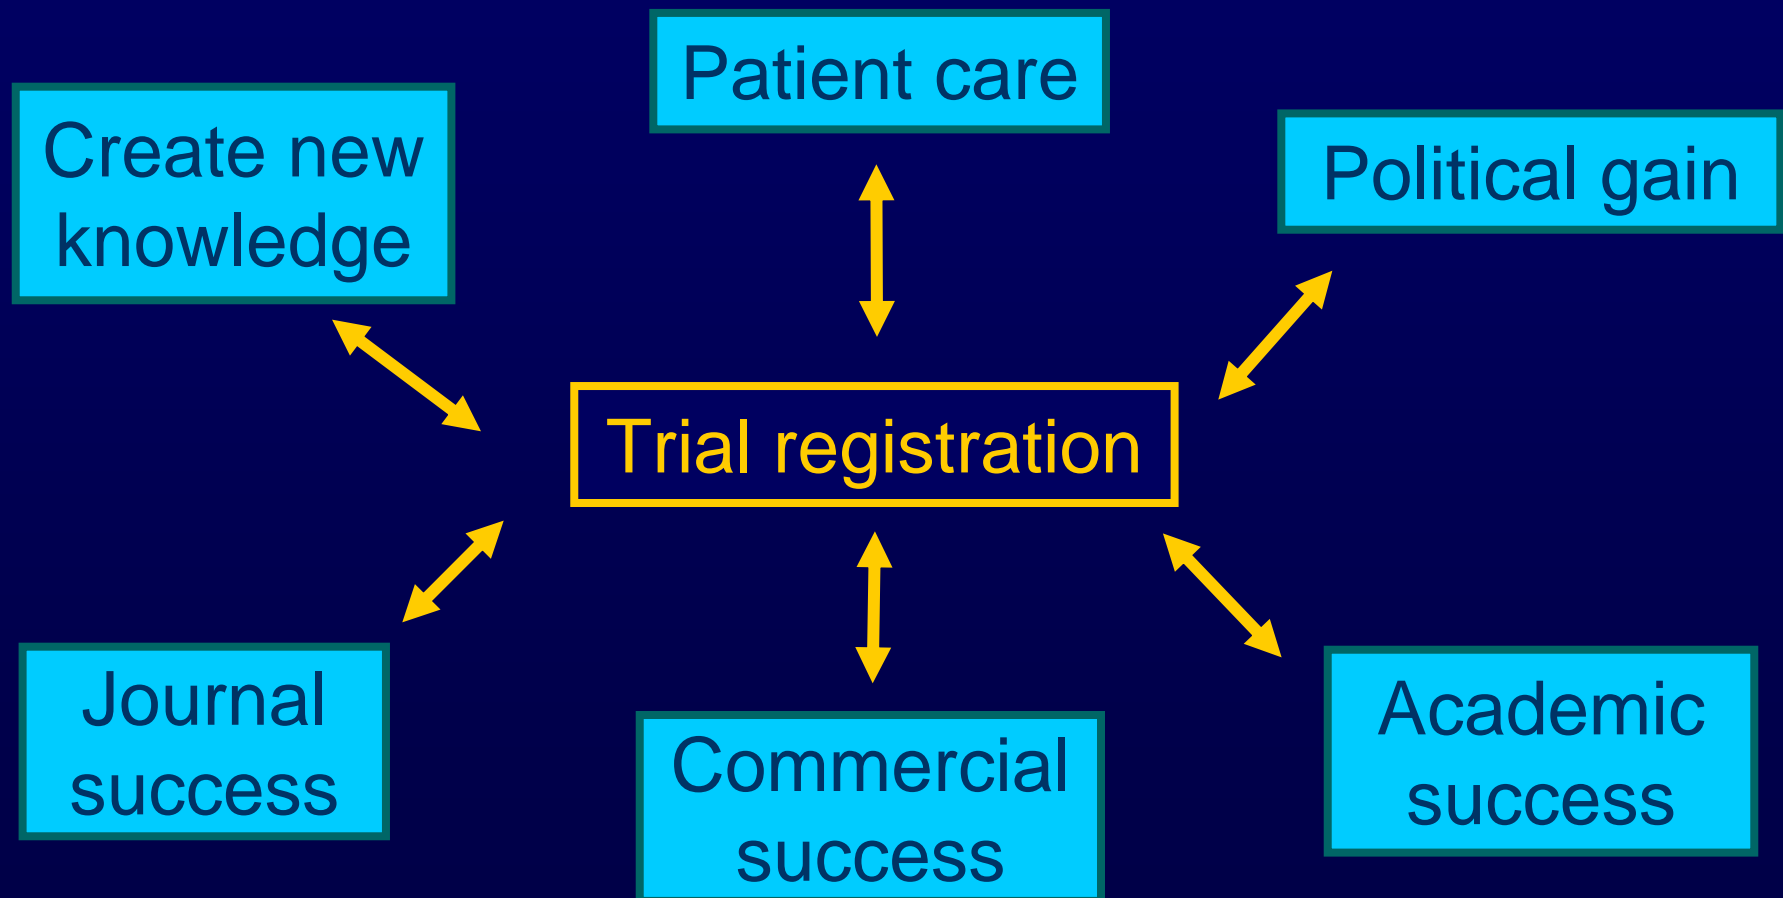 Patient care
Create new
knowledge
Political gain
Trial registration
Journal
success
Commercial
success
Academic
success